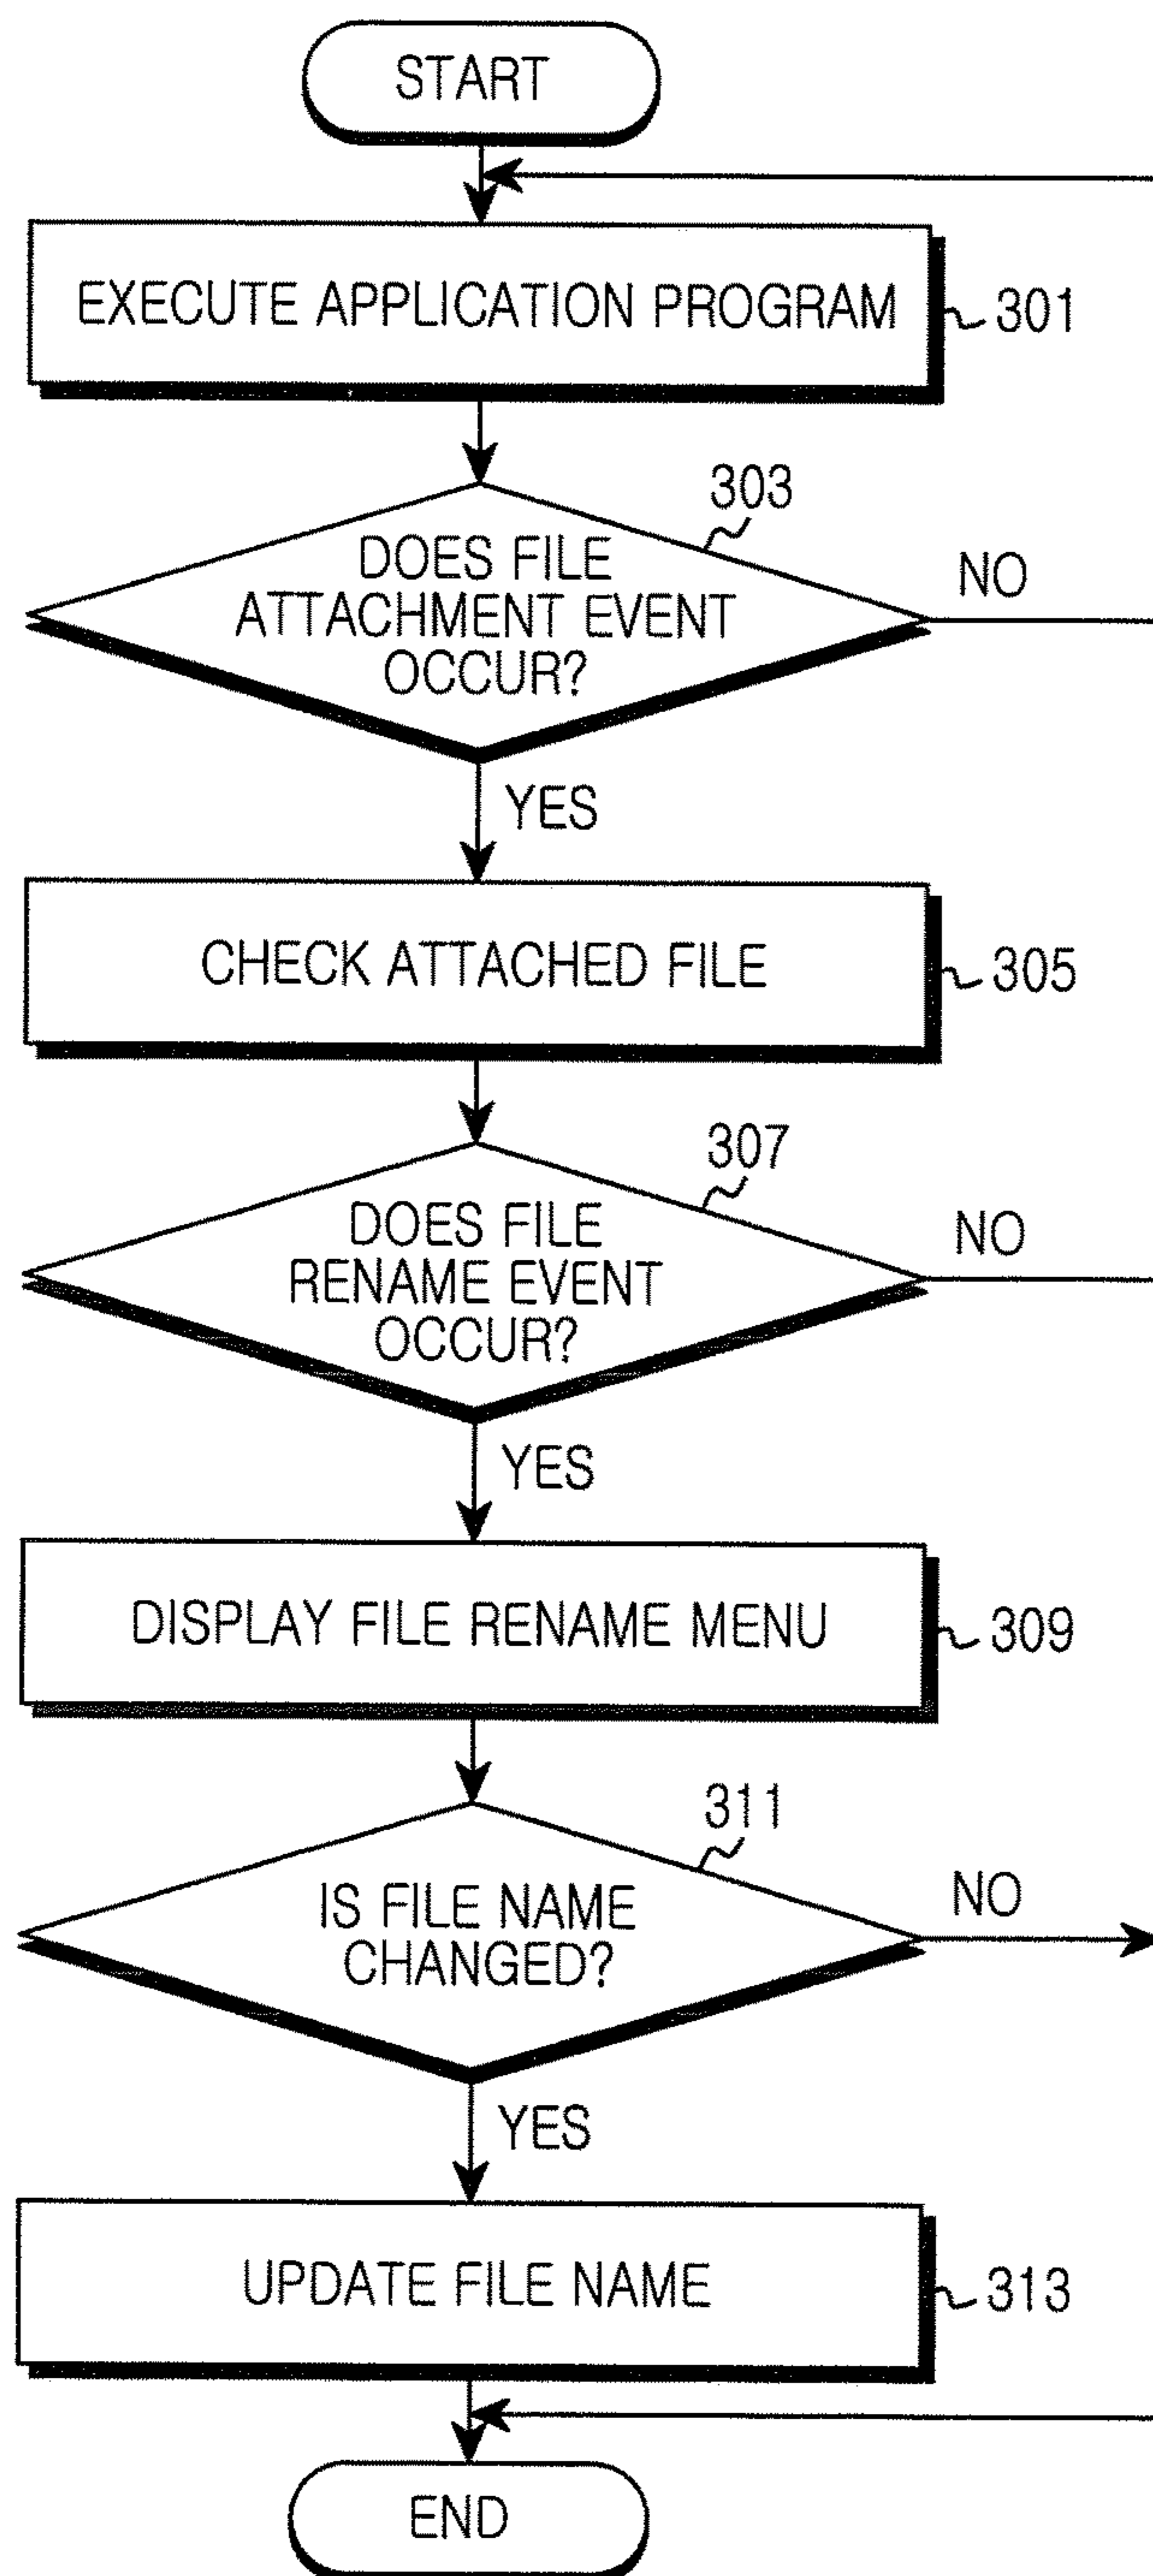 START
EXECUTE APPLICATION PROGRAM
301
303
DOES FILE
ATTACHMENT EVENT
OCCUR?
NO
YES
CHECK ATTACHED FILE
305
307
DOES FILE
RENAME EVENT
OCCUR?
NO
YES
DISPLAY FILE RENAME MENU
309
311
IS FILE NAME
CHANGED?
NO
YES
UPDATE FILE NAME
313
END